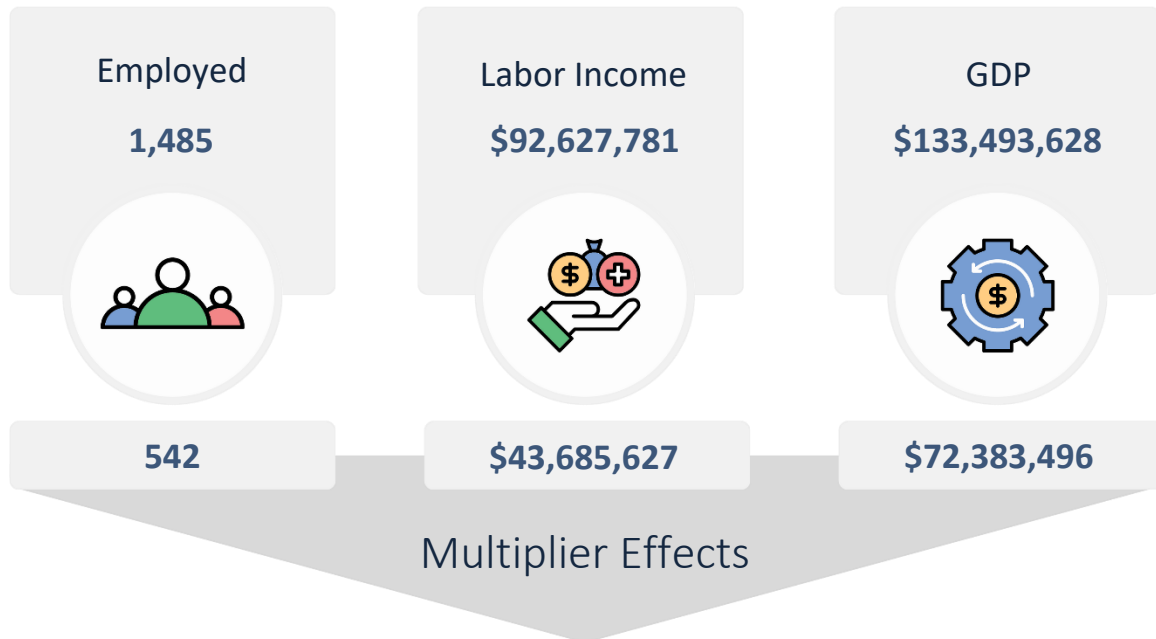 Employed
1,485
Labor Income
$92,627,781
GDP
$133,493,628
$
$
542
$43,685,627
$72,383,496
Multiplier Effects